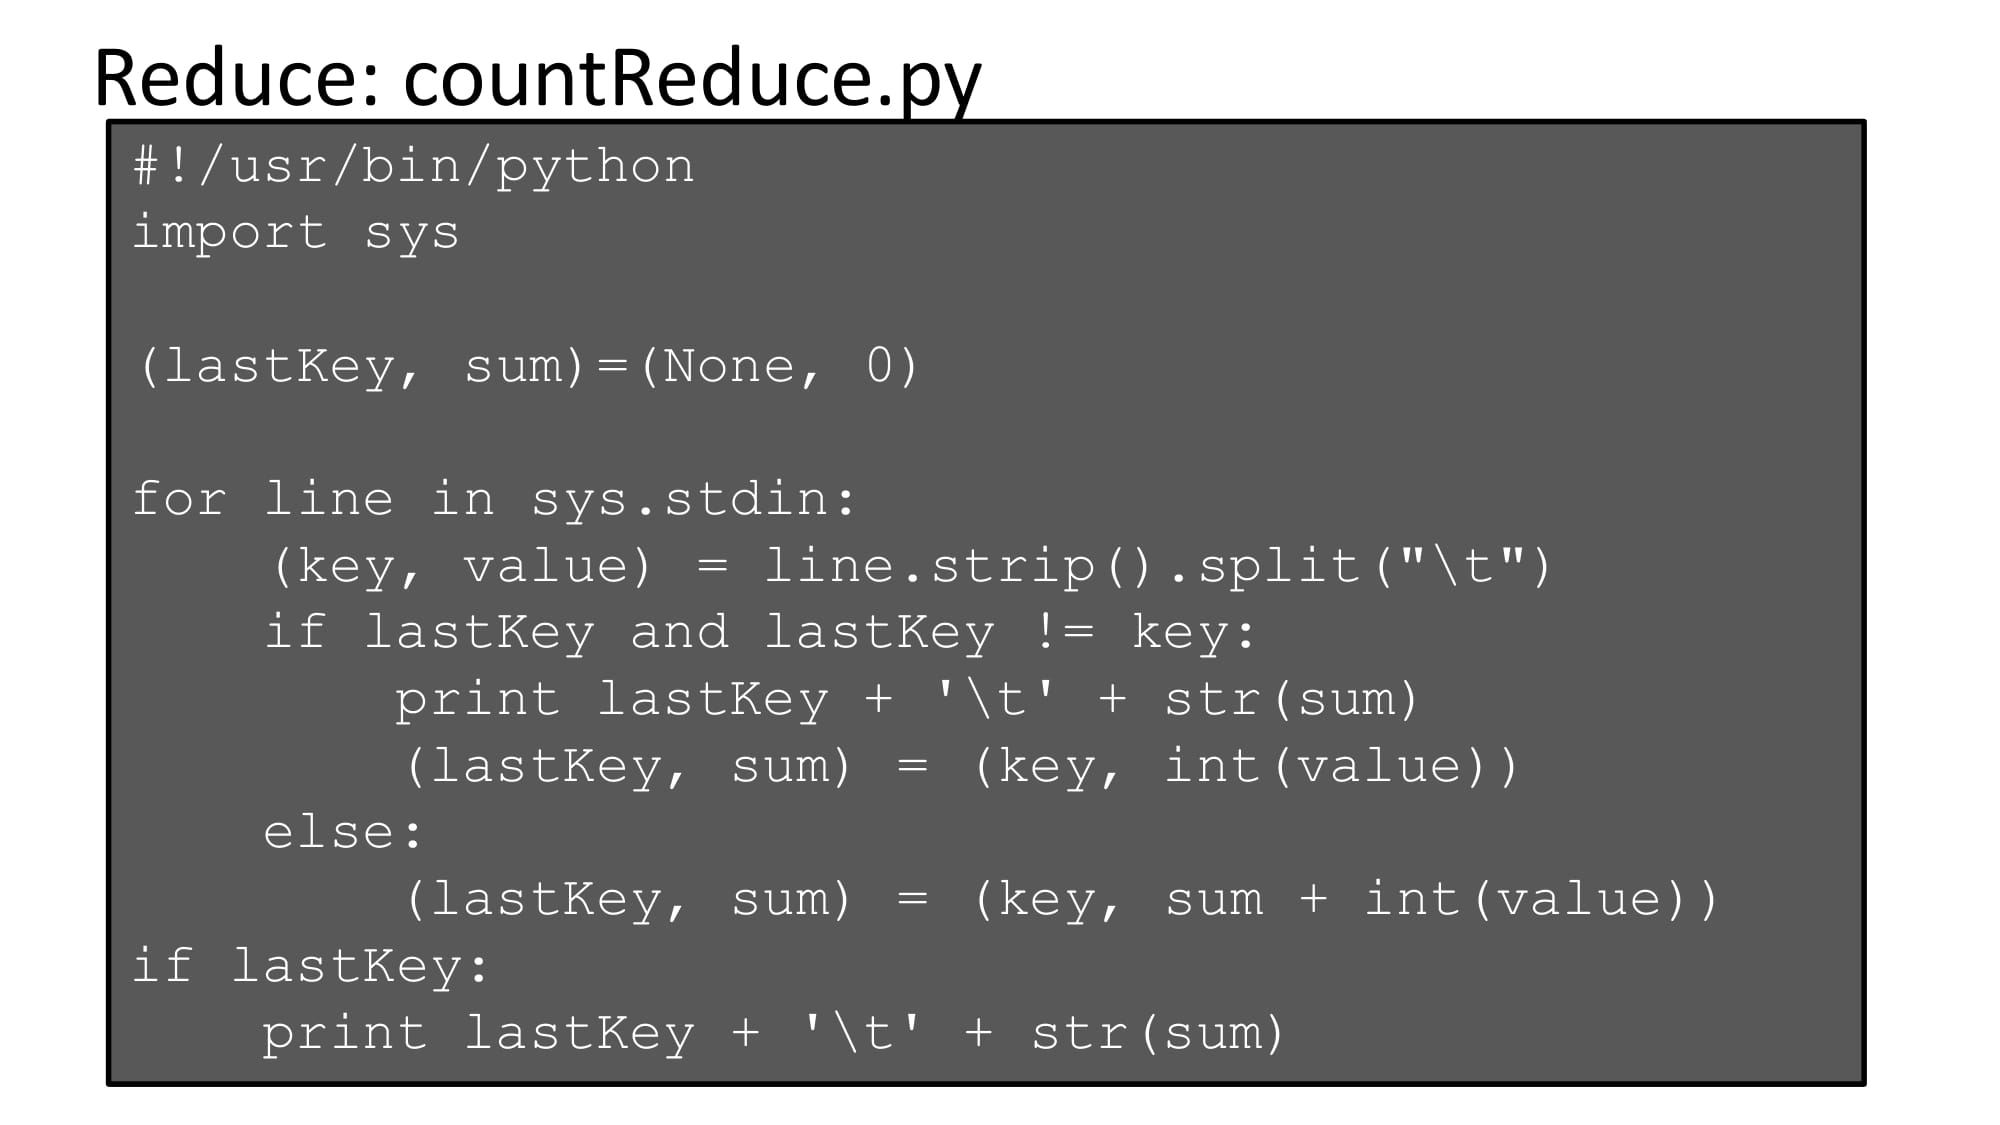 Reduce: countReduce.py
#!/usr/bin/python
import sys
(lastKey, sum)=(None, 0)
for line in sys.stdin:
    (key, value) = line.strip().split("\t")
    if lastKey and lastKey != key:
        print lastKey + '\t' + str(sum)
        (lastKey, sum) = (key, int(value))
    else:
        (lastKey, sum) = (key, sum + int(value))
if lastKey:
    print lastKey + '\t' + str(sum)